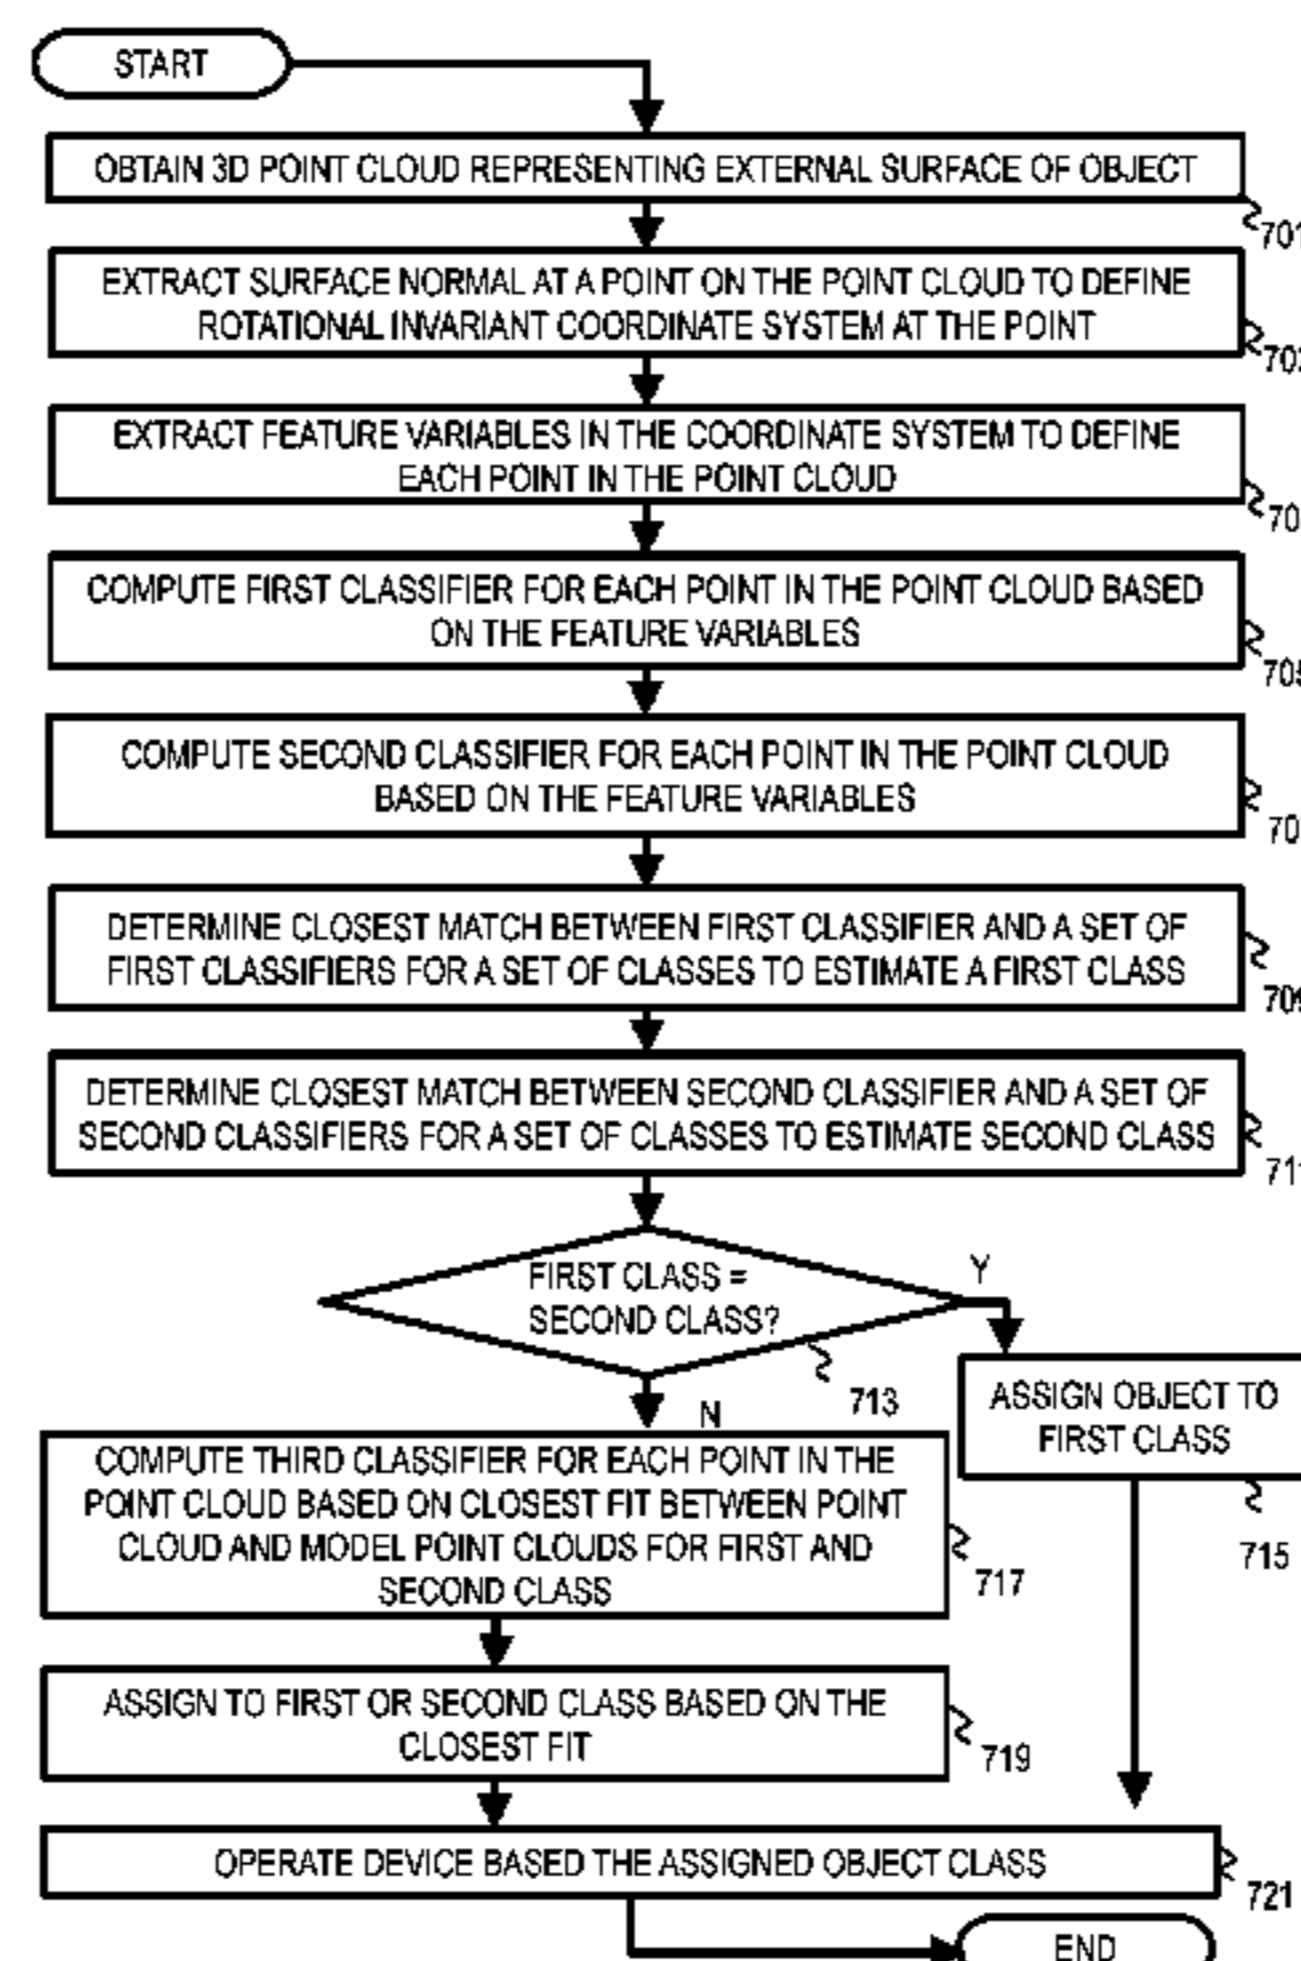 START
OBTAIN 3D POINT CLOUD REPRESENTING EXTERNAL SURFACE OF OBJECT
701
EXTRACT SURFACE NORMAL AT A POINT ON THE POINT CLOUD TO DEFINE
ROTATIONAL INVARIANT COORDINATE SYSTEM AT THE POINT
EXTRACT FEATURE VARIABLES IN THE COORDINATE SYSTEM TO DEFINE
EACH POINT IN THE POINT CLOUD
COMPUTE FIRST CLASSIFIER FOR EACH POINT IN THE POINT CLOUD BASED
ON THE FEATURE VARIABLES
705
COMPUTE SECOND CLASSIFIER FOR EACH POINT IN THE POINT CLOUD
BASED ON THE FEATURE VARIABLES
DETERMINE CLOSEST MATCH BETWEEN FIRST CLASSIFIER AND A SET OF
FIRST CLASSIFIERS FOR A SET OF CLASSES TO ESTIMATE A FIRST CLASS
709
DETERMINE CLOSEST MATCH BETWEEN SECOND CLASSIFIER AND A SET OF
SECOND CLASSIFIERS FOR A SET OF CLASSES TO ESTIMATE SECOND CLASS
711
FIRST CLASS =
SECOND CLASS?
Y
713
N
ASSIGN OBJECT TO
FIRST CLASS
715
COMPUTE THIRD CLASSIFIER FOR EACH POINT IN THE
POINT CLOUD BASED ON CLOSEST FIT BETWEEN POINT
CLOUD AND MODEL POINT CLOUDS FOR FIRST AND
SECOND CLASS
717
ASSIGN TO FIRST OR SECOND CLASS BASED ON THE
CLOSEST FIT
719
OPERATE DEVICE BASED THE ASSIGNED OBJECT CLASS
721
END